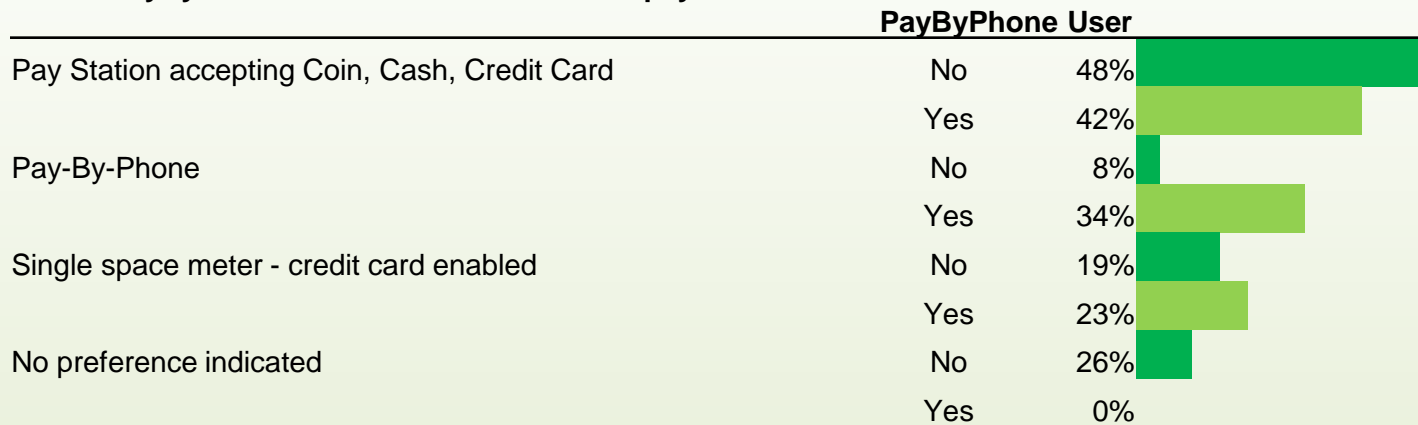 PayByPhone User
Pay Station accepting Coin, Cash, Credit Card No 48%
Yes 42%
Pay-By-Phone No 8%
Yes 34%
Single space meter - credit card enabled No 19%
Yes 23%
No preference indicated No 26%
Yes 0%